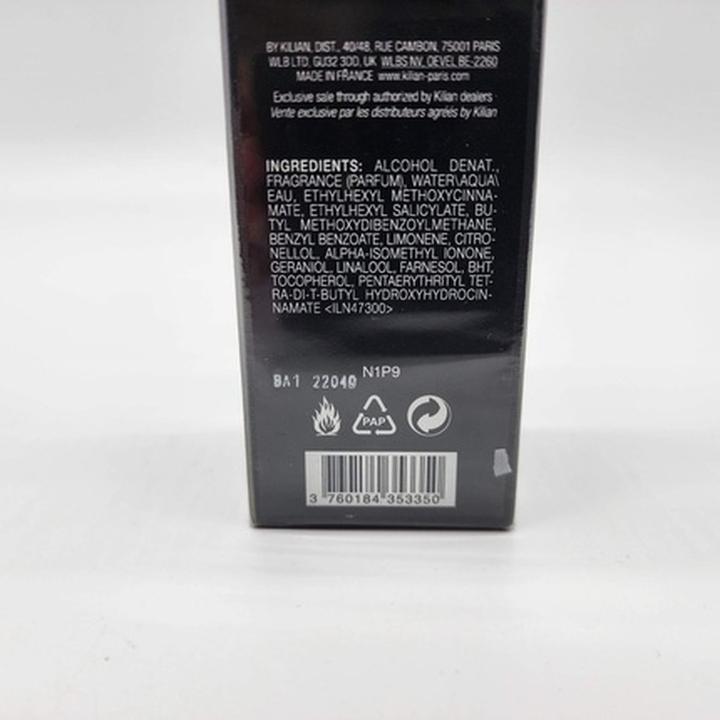 BY KILIAN, DIST., 40/48, RUE CAMBON, 75001 PARIS
WLB LTD, GU32 3DD, UK WLBS NV, OEVEL BE-2260
MADE IN FRANCE www.kilian-paris.com
Exclusive sale through authorized by Kilian dealers
Vente exclusive par les distributeurs agréés by Kilian
INGREDIENTS: ALCOHOL DENAT.,
FRAGRANCE (PARFUM), WATER\AQUA\
EAU, ETHYLHEXYL METHOXYCINNA-
MATE, ETHYLHEXYL SALICYLATE, BU-
TYL METHOXYDIBENZOYLMETHANE,
BENZYL BENZOATE, LIMONENE, CITRO-
NELLOL, ALPHA-ISOMETHYL IONONE,
GERANIOL, LINALOOL, FARNESOL, BHT,
TOCOPHEROL, PENTAERYTHRITYL TET-
RA-DI-T-BUTYL HYDROXYHYDROCIN-
NAMATE <ILN47300>
N1P9
BA1 22040
PAP
3 760184 353350